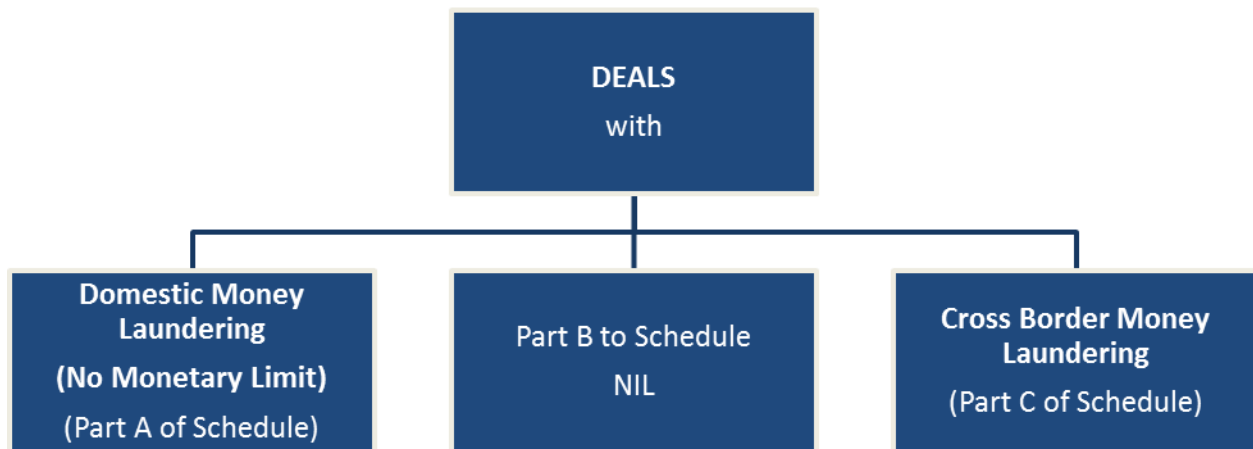 DEALS
with
Domestic Money
Laundering
(No Monetary Limit)
(Part A of Schedule)
Part B to Schedule
NIL
Cross Border Money
Laundering
(Part C of Schedule)